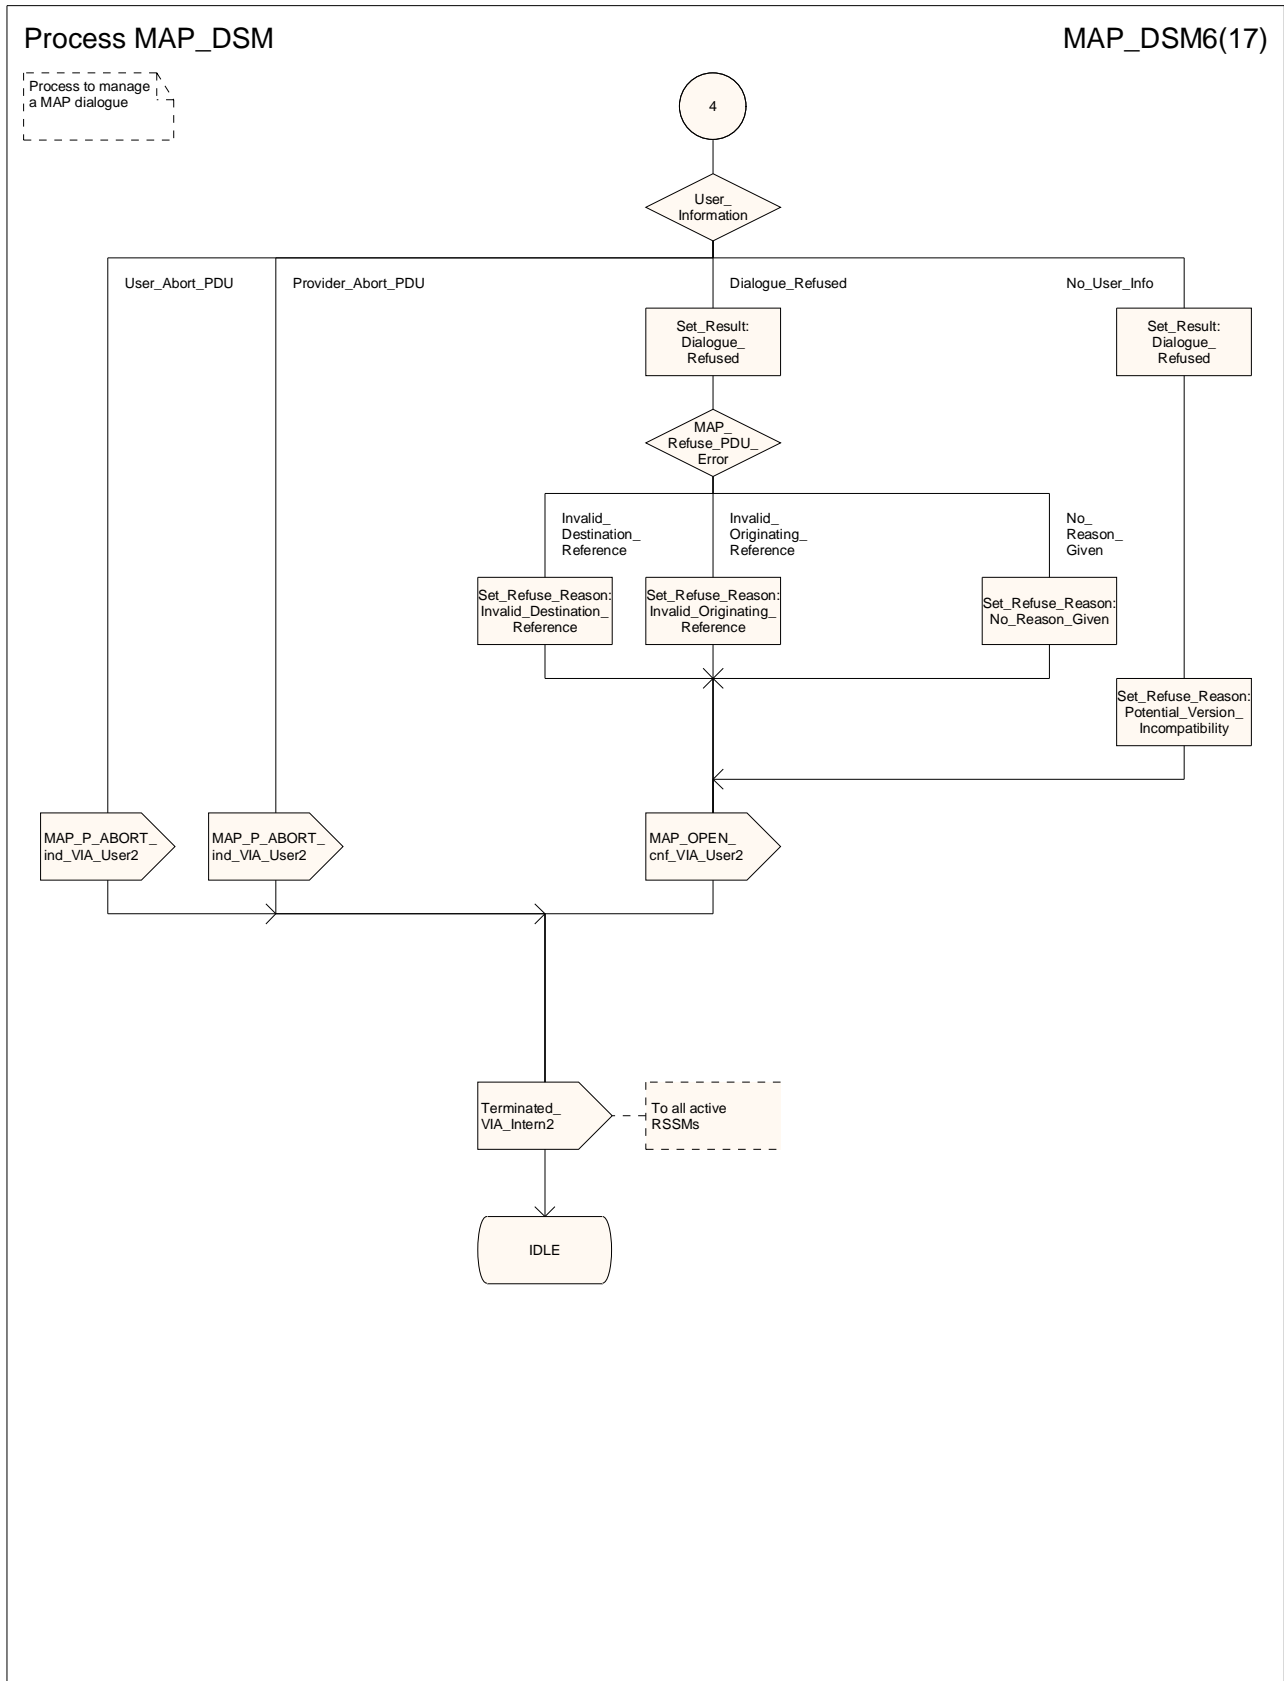 Process MAP_DSM
MAP_DSM6(17)
Process to manage
a MAP dialogue
4
User_
Information
User_Abort_PDU
Provider_Abort_PDU
Dialogue_Refused
No_User_Info
Set_Result:
Dialogue_
Refused
Set_Result:
Dialogue_
Refused
MAP_
Refuse_PDU_
Error
Invalid_
Destination_
Reference
Invalid_
Originating_
Reference
No_
Reason_
Given
Set_Refuse_Reason:
Invalid_Destination_
Reference
Set_Refuse_Reason:
Invalid_Originating_
Reference
Set_Refuse_Reason:
No_Reason_Given
Set_Refuse_Reason:
Potential_Version_
Incompatibility
MAP_P_ABORT_
ind_VIA_User2
MAP_P_ABORT_
ind_VIA_User2
MAP_OPEN_
cnf_VIA_User2
Terminated_
VIA_Intern2
To all active
RSSMs
IDLE